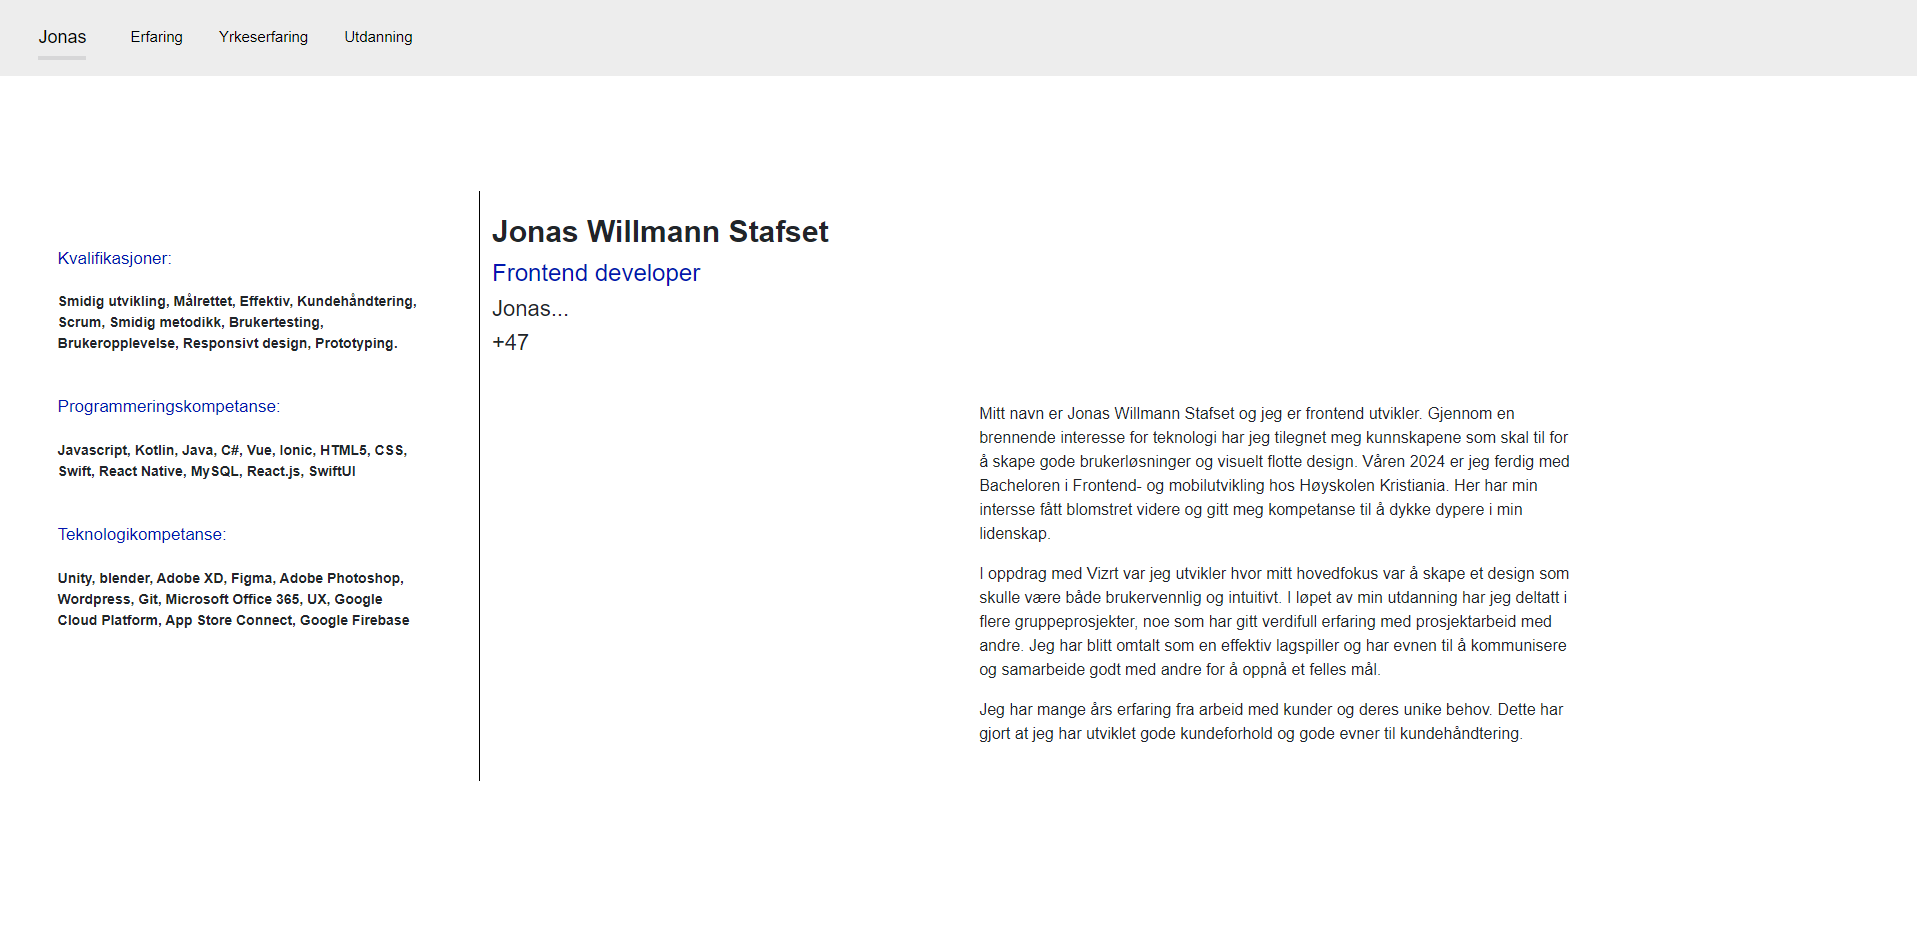 Jonas
Erfaring
Yrkeserfaring
Utdanning
Kvalifikasjoner:
Smidig utvikling, Målrettet, Effektiv, Kundehåndtering,
Scrum, Smidig metodikk, Brukertesting,
Brukeropplevelse, Responsivt design, Prototyping.
Programmeringskompetanse:
Javascript, Kotlin, Java, C#, Vue, Ionic, HTML5, CSS,
Swift, React Native, MySQL, React.js, SwiftUI
Teknologikompetanse:
Unity, blender, Adobe XD, Figma, Adobe Photoshop,
Wordpress, Git, Microsoft Office 365, UX, Google
Cloud Platform, App Store Connect, Google Firebase
Jonas Willmann Stafset
Frontend developer
Jonas...
+47
Mitt navn er Jonas Willmann Stafset og jeg er frontend utvikler. Gjennom en
brennende interesse for teknologi har jeg tilegnet meg kunnskapene som skal til for
å skape gode brukerløsninger og visuelt flotte design. Våren 2024 er jeg ferdig med
Bacheloren i Frontend- og mobilutvikling hos Høyskolen Kristiania. Her har min
intersse fått blomstret videre og gitt meg kompetanse til å dykke dypere i min
lidenskap.
I oppdrag med Vizrt var jeg utvikler hvor mitt hovedfokus var å skape et design som
skulle være både brukervennlig og intuitivt. I løpet av min utdanning har jeg deltatt i
flere gruppeprosjekter, noe som har gitt verdifull erfaring med prosjektarbeid med
andre. Jeg har blitt omtalt som en effektiv lagspiller og har evnen til å kommunisere
og samarbeide godt med andre for å oppnå et felles mål.
Jeg har mange års erfaring fra arbeid med kunder og deres unike behov. Dette har
gjort at jeg har utviklet gode kundeforhold og gode evner til kundehåndtering.